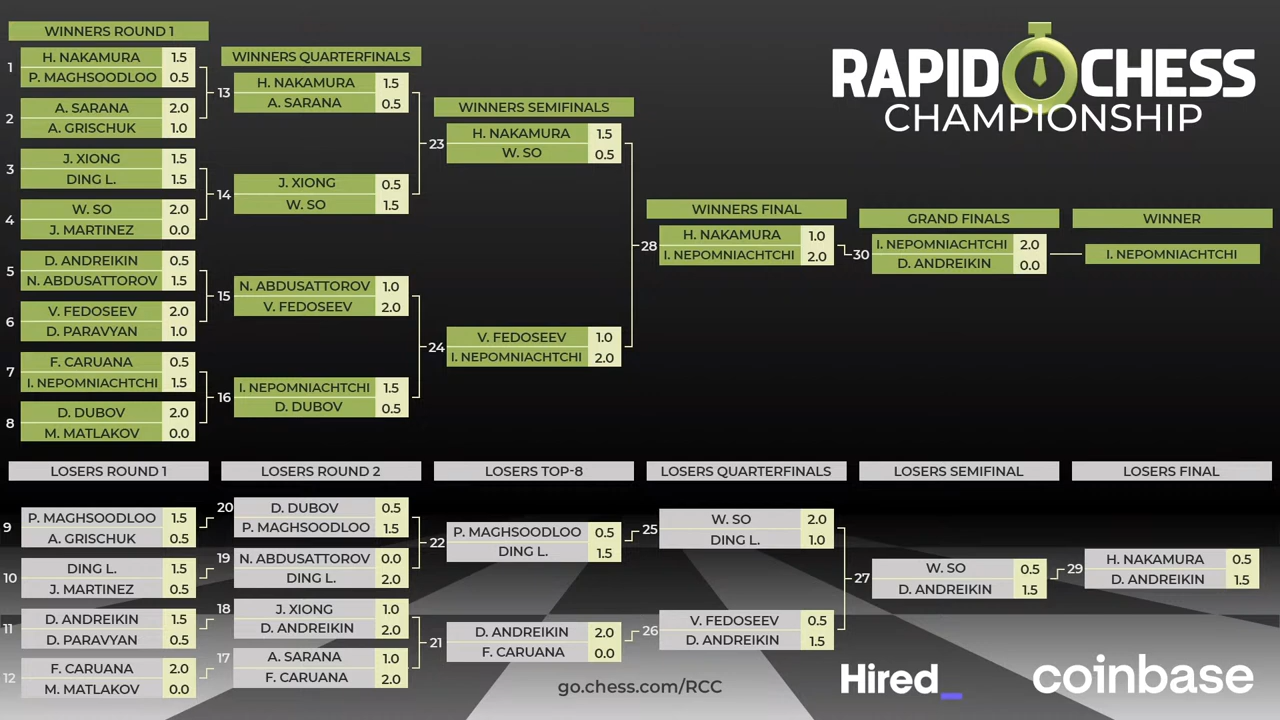 RAPID CHESS
CHAMPIONSHIP
WINNERS ROUND 1
1
H. NAKAMURA 1.5
P. MAGHSOODLOO 0.5
2
A. SARANA 2.0
A. GRISCHUK 1.0
3
J. XIONG 1.5
DING L. 1.5
4
W. SO 2.0
J. MARTINEZ 0.0
5
D. ANDREIKIN 0.5
N. ABDUSATTOROV 1.5
6
V. FEDOSEEV 2.0
D. PARAVYAN 1.0
7
F. CARUANA 0.5
I. NEPOMNIACHTCHI 1.5
8
D. DUBOV 2.0
M. MATLAKOV 0.0
WINNERS QUARTERFINALS
13
H. NAKAMURA 1.5
A. SARANA 0.5
14
J. XIONG 0.5
W. SO 1.5
15
N. ABDUSATTOROV 1.0
V. FEDOSEEV 2.0
16
I. NEPOMNIACHTCHI 1.5
D. DUBOV 0.5
WINNERS SEMIFINALS
23
H. NAKAMURA 1.5
W. SO 0.5
24
V. FEDOSEEV 1.0
I. NEPOMNIACHTCHI 2.0
WINNERS FINAL
28
H. NAKAMURA 1.0
I. NEPOMNIACHTCHI 2.0
GRAND FINALS
30
I. NEPOMNIACHTCHI 2.0
D. ANDREIKIN 0.0
WINNER
I. NEPOMNIACHTCHI
LOSERS ROUND 1
9
P. MAGHSOODLOO 1.5
A. GRISCHUK 0.5
10
DING L. 1.5
J. MARTINEZ 0.5
11
D. ANDREIKIN 1.5
D. PARAVYAN 0.5
12
F. CARUANA 2.0
M. MATLAKOV 0.0
LOSERS ROUND 2
20
D. DUBOV 0.5
P. MAGHSOODLOO 1.5
19
N. ABDUSATTOROV 0.0
DING L. 2.0
18
J. XIONG 1.0
D. ANDREIKIN 2.0
17
A. SARANA 1.0
F. CARUANA 2.0
LOSERS TOP-8
22
P. MAGHSOODLOO 0.5
DING L. 1.5
21
D. ANDREIKIN 2.0
F. CARUANA 0.0
LOSERS QUARTERFINALS
25
W. SO 2.0
DING L. 1.0
26
V. FEDOSEEV 0.5
D. ANDREIKIN 1.5
LOSERS SEMIFINAL
27
W. SO 0.5
D. ANDREIKIN 1.5
LOSERS FINAL
29
H. NAKAMURA 0.5
D. ANDREIKIN 1.5
go.chess.com/RCC
Hired_
coinbase